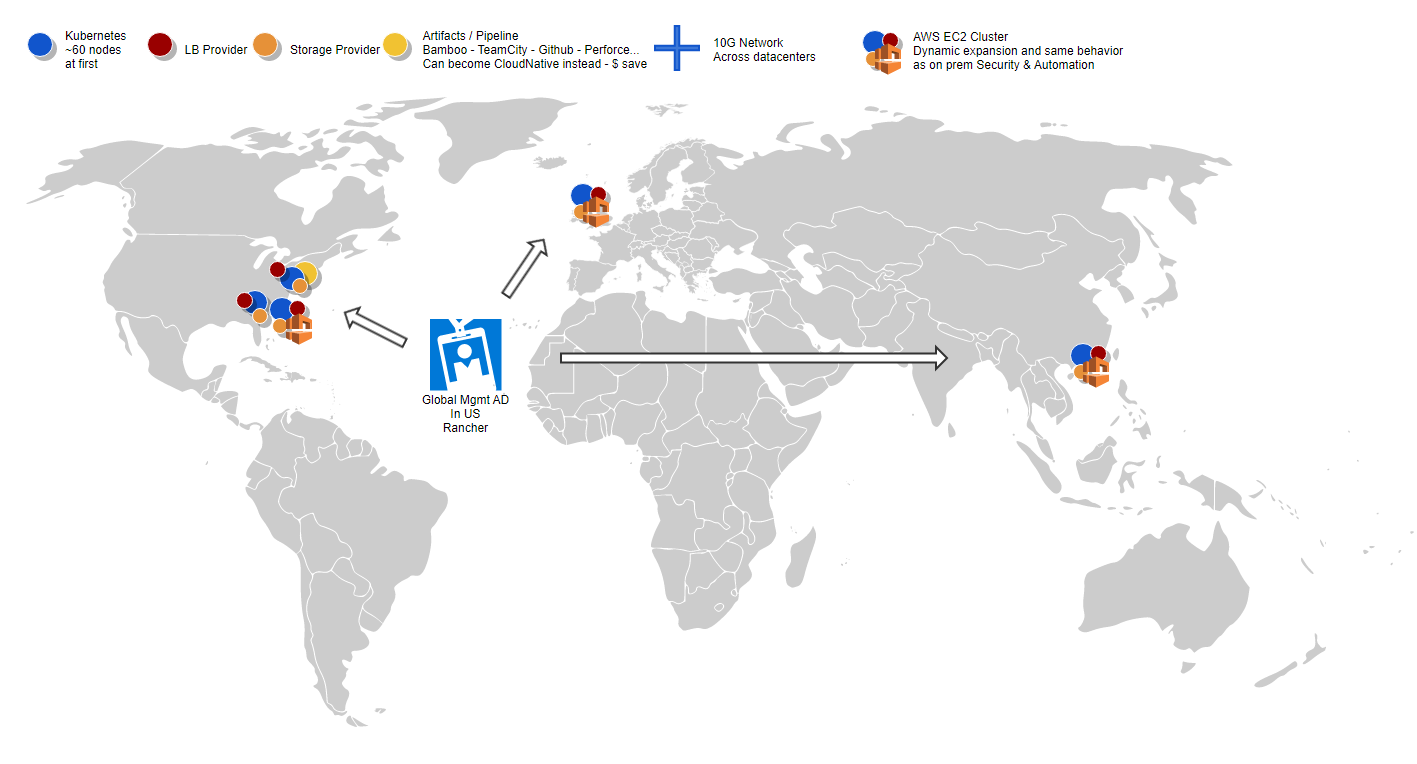 Kubernetes
~60 nodes
at first
LB Provider
Storage Provider
Artifacts / Pipeline
Bamboo - TeamCity - Github - Perforce...
Can become CloudNative instead - $ save
10G Network
Across datacenters
AWS EC2 Cluster
Dynamic expansion and same behavior
as on prem Security & Automation
Global Mgmt AD
In US
Rancher